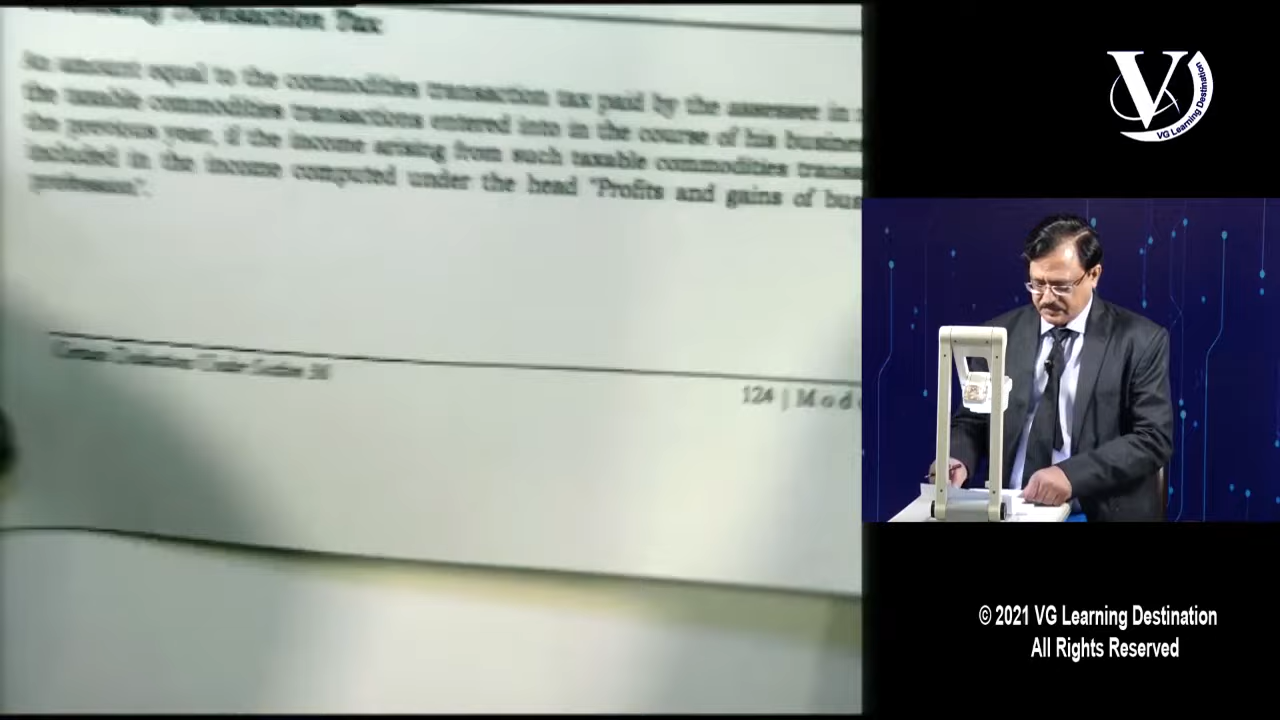 Transaction Tax
An amount equal to the commodities transaction tax paid by the assessee in
the taxable commodities transactions entered into in the course of his busine
the previous year, if the income arising from such taxable commodities transa
included in the income computed under the head "Profits and gains of bus
profession".
124 | M o d
V
VG Learning Destination
© 2021 VG Learning Destination
All Rights Reserved